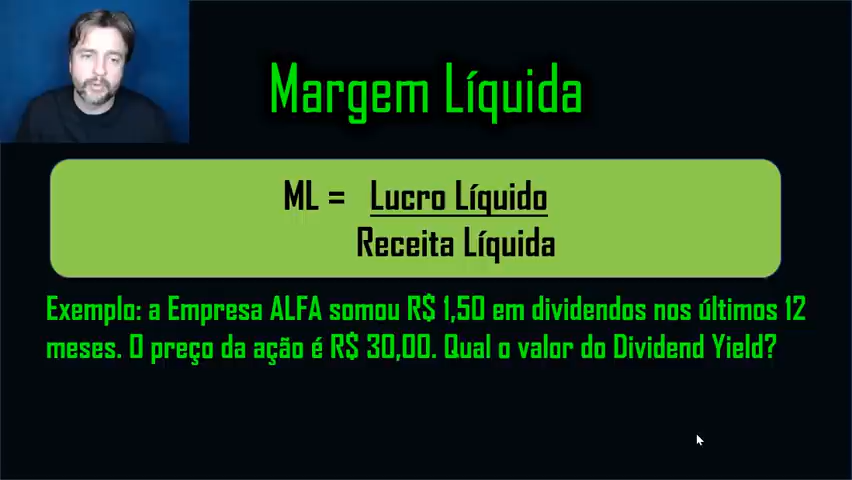 Margem Líquida
ML = Lucro Líquido
Receita Líquida
Exemplo: a Empresa ALFA somou R$ 1,50 em dividendos nos últimos 12
meses. O preço da ação é R$ 30,00. Qual o valor do Dividend Yield?